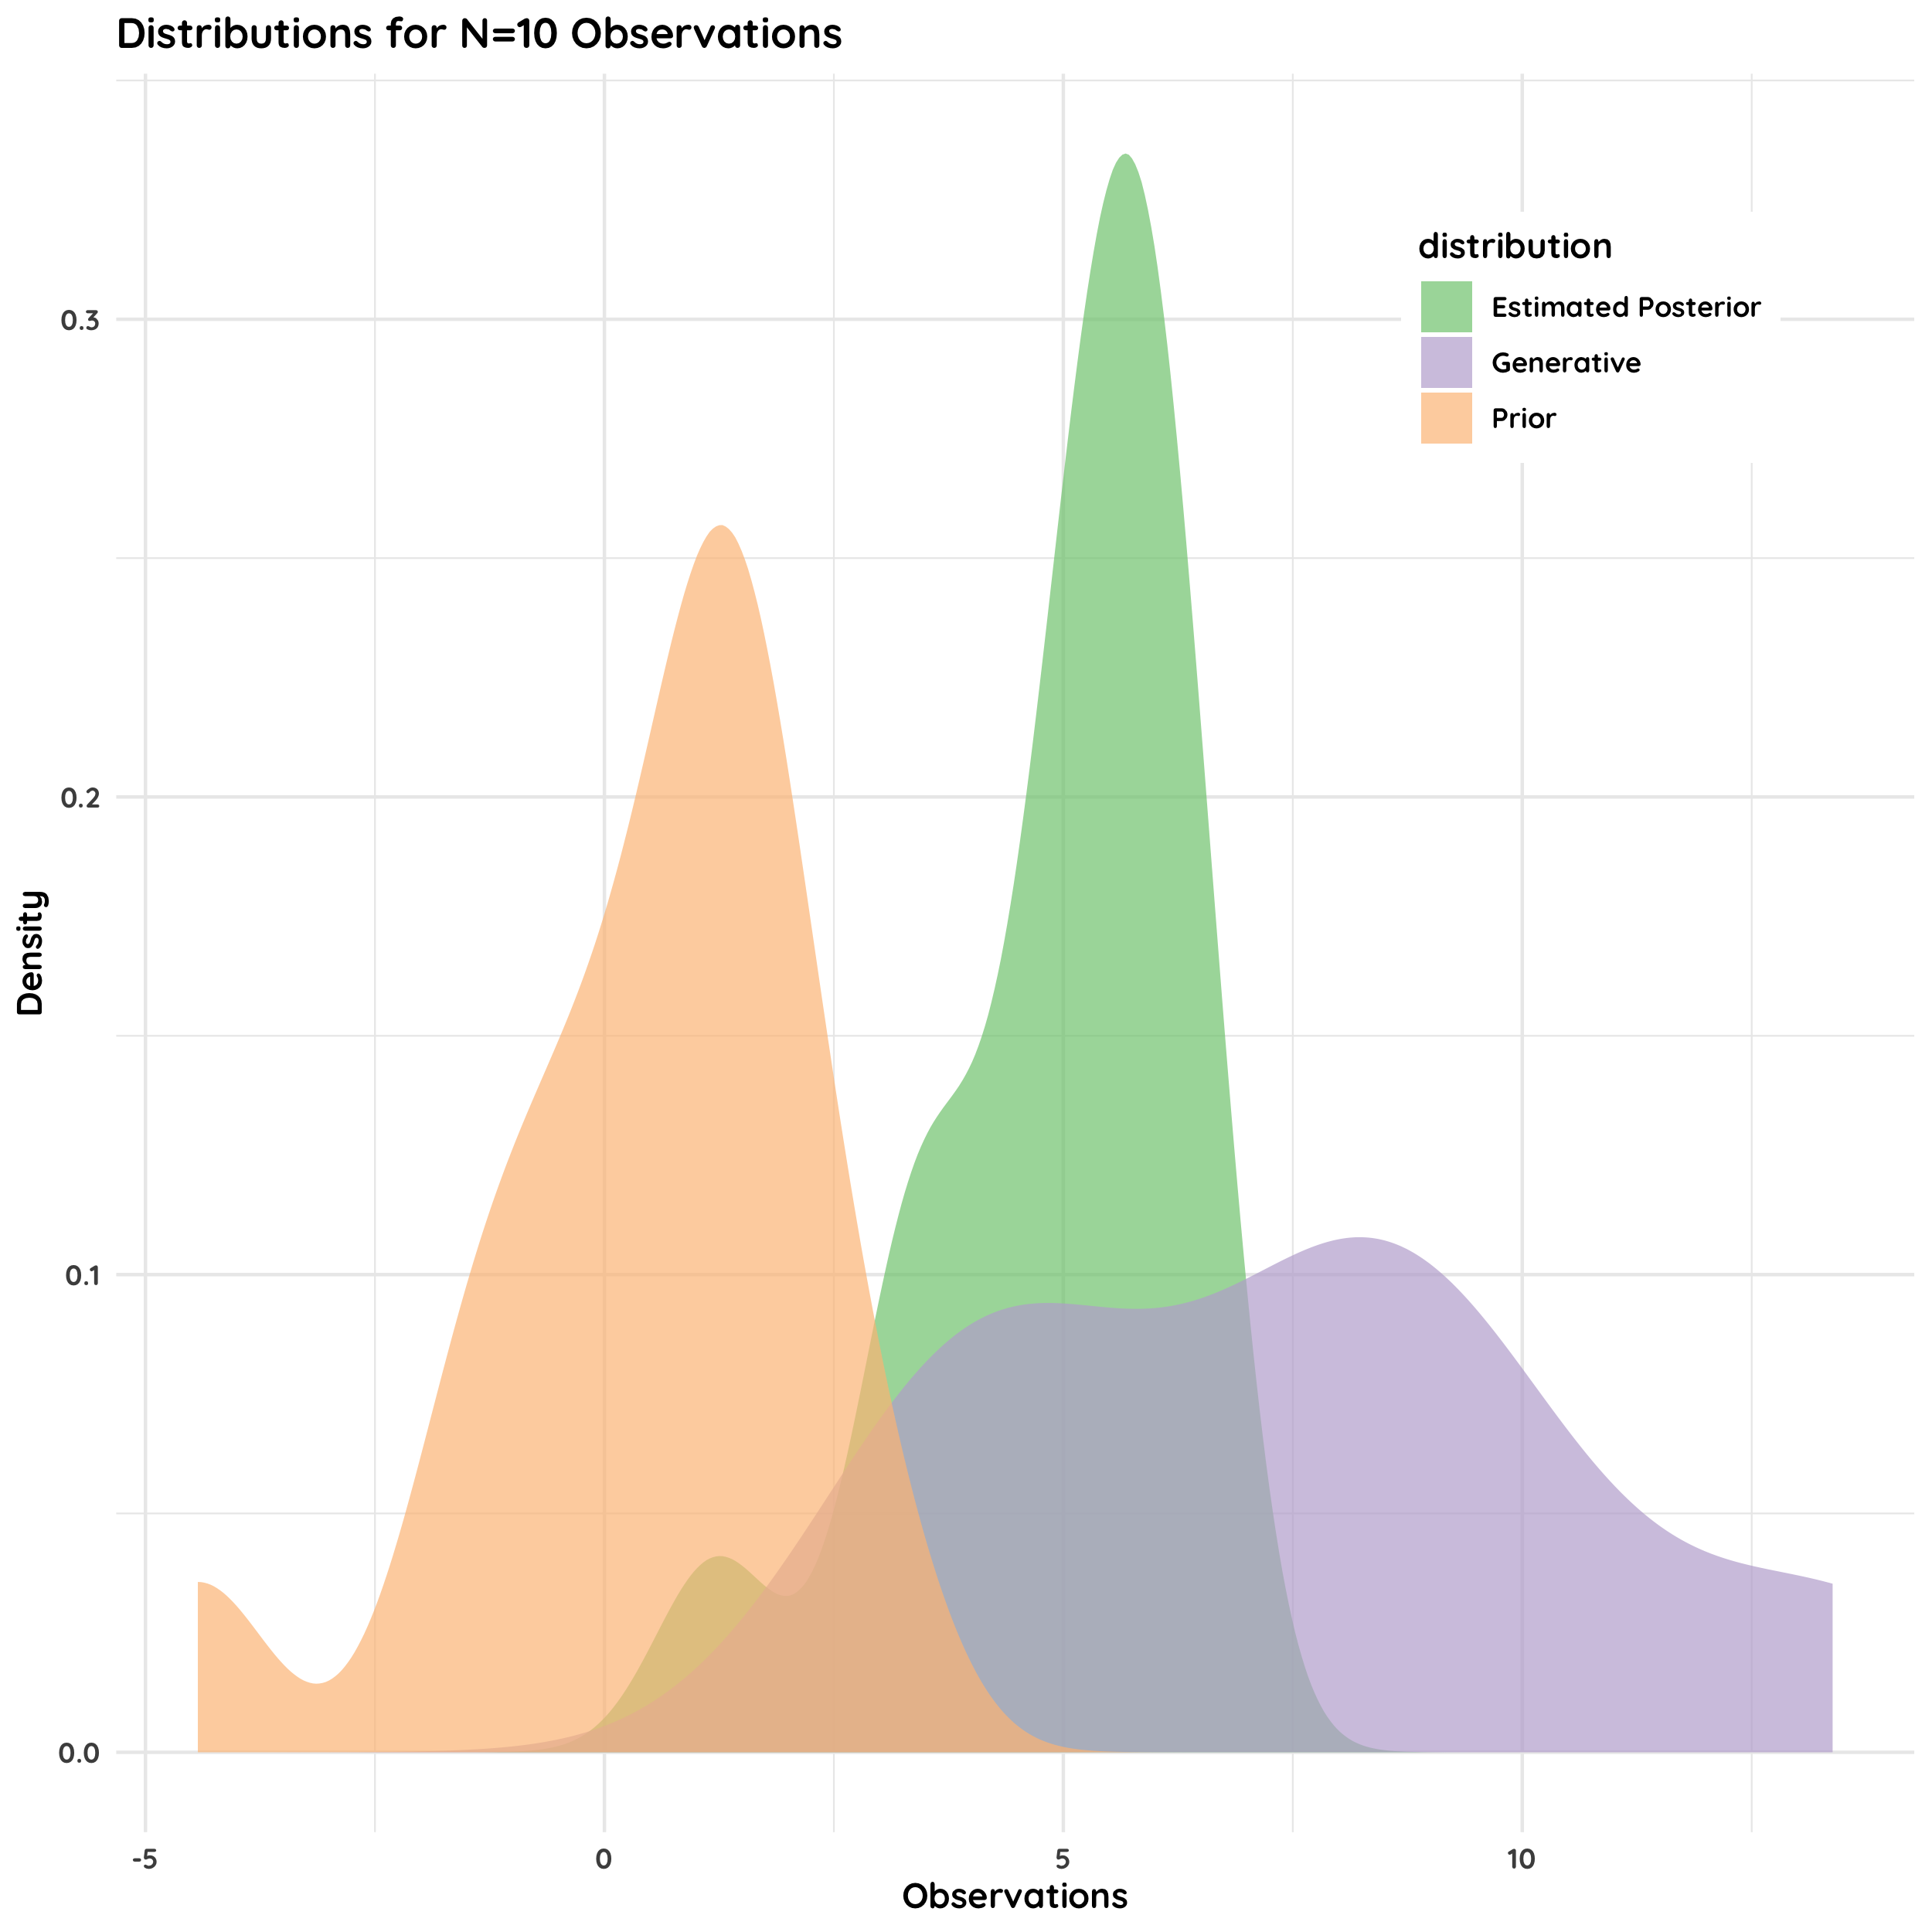 Distributions for N=10 Observations
distribution
Estimated Posterior
Generative
Prior
0.3
0.2
0.1
0.0
Density
-5 0 5 10
Observations